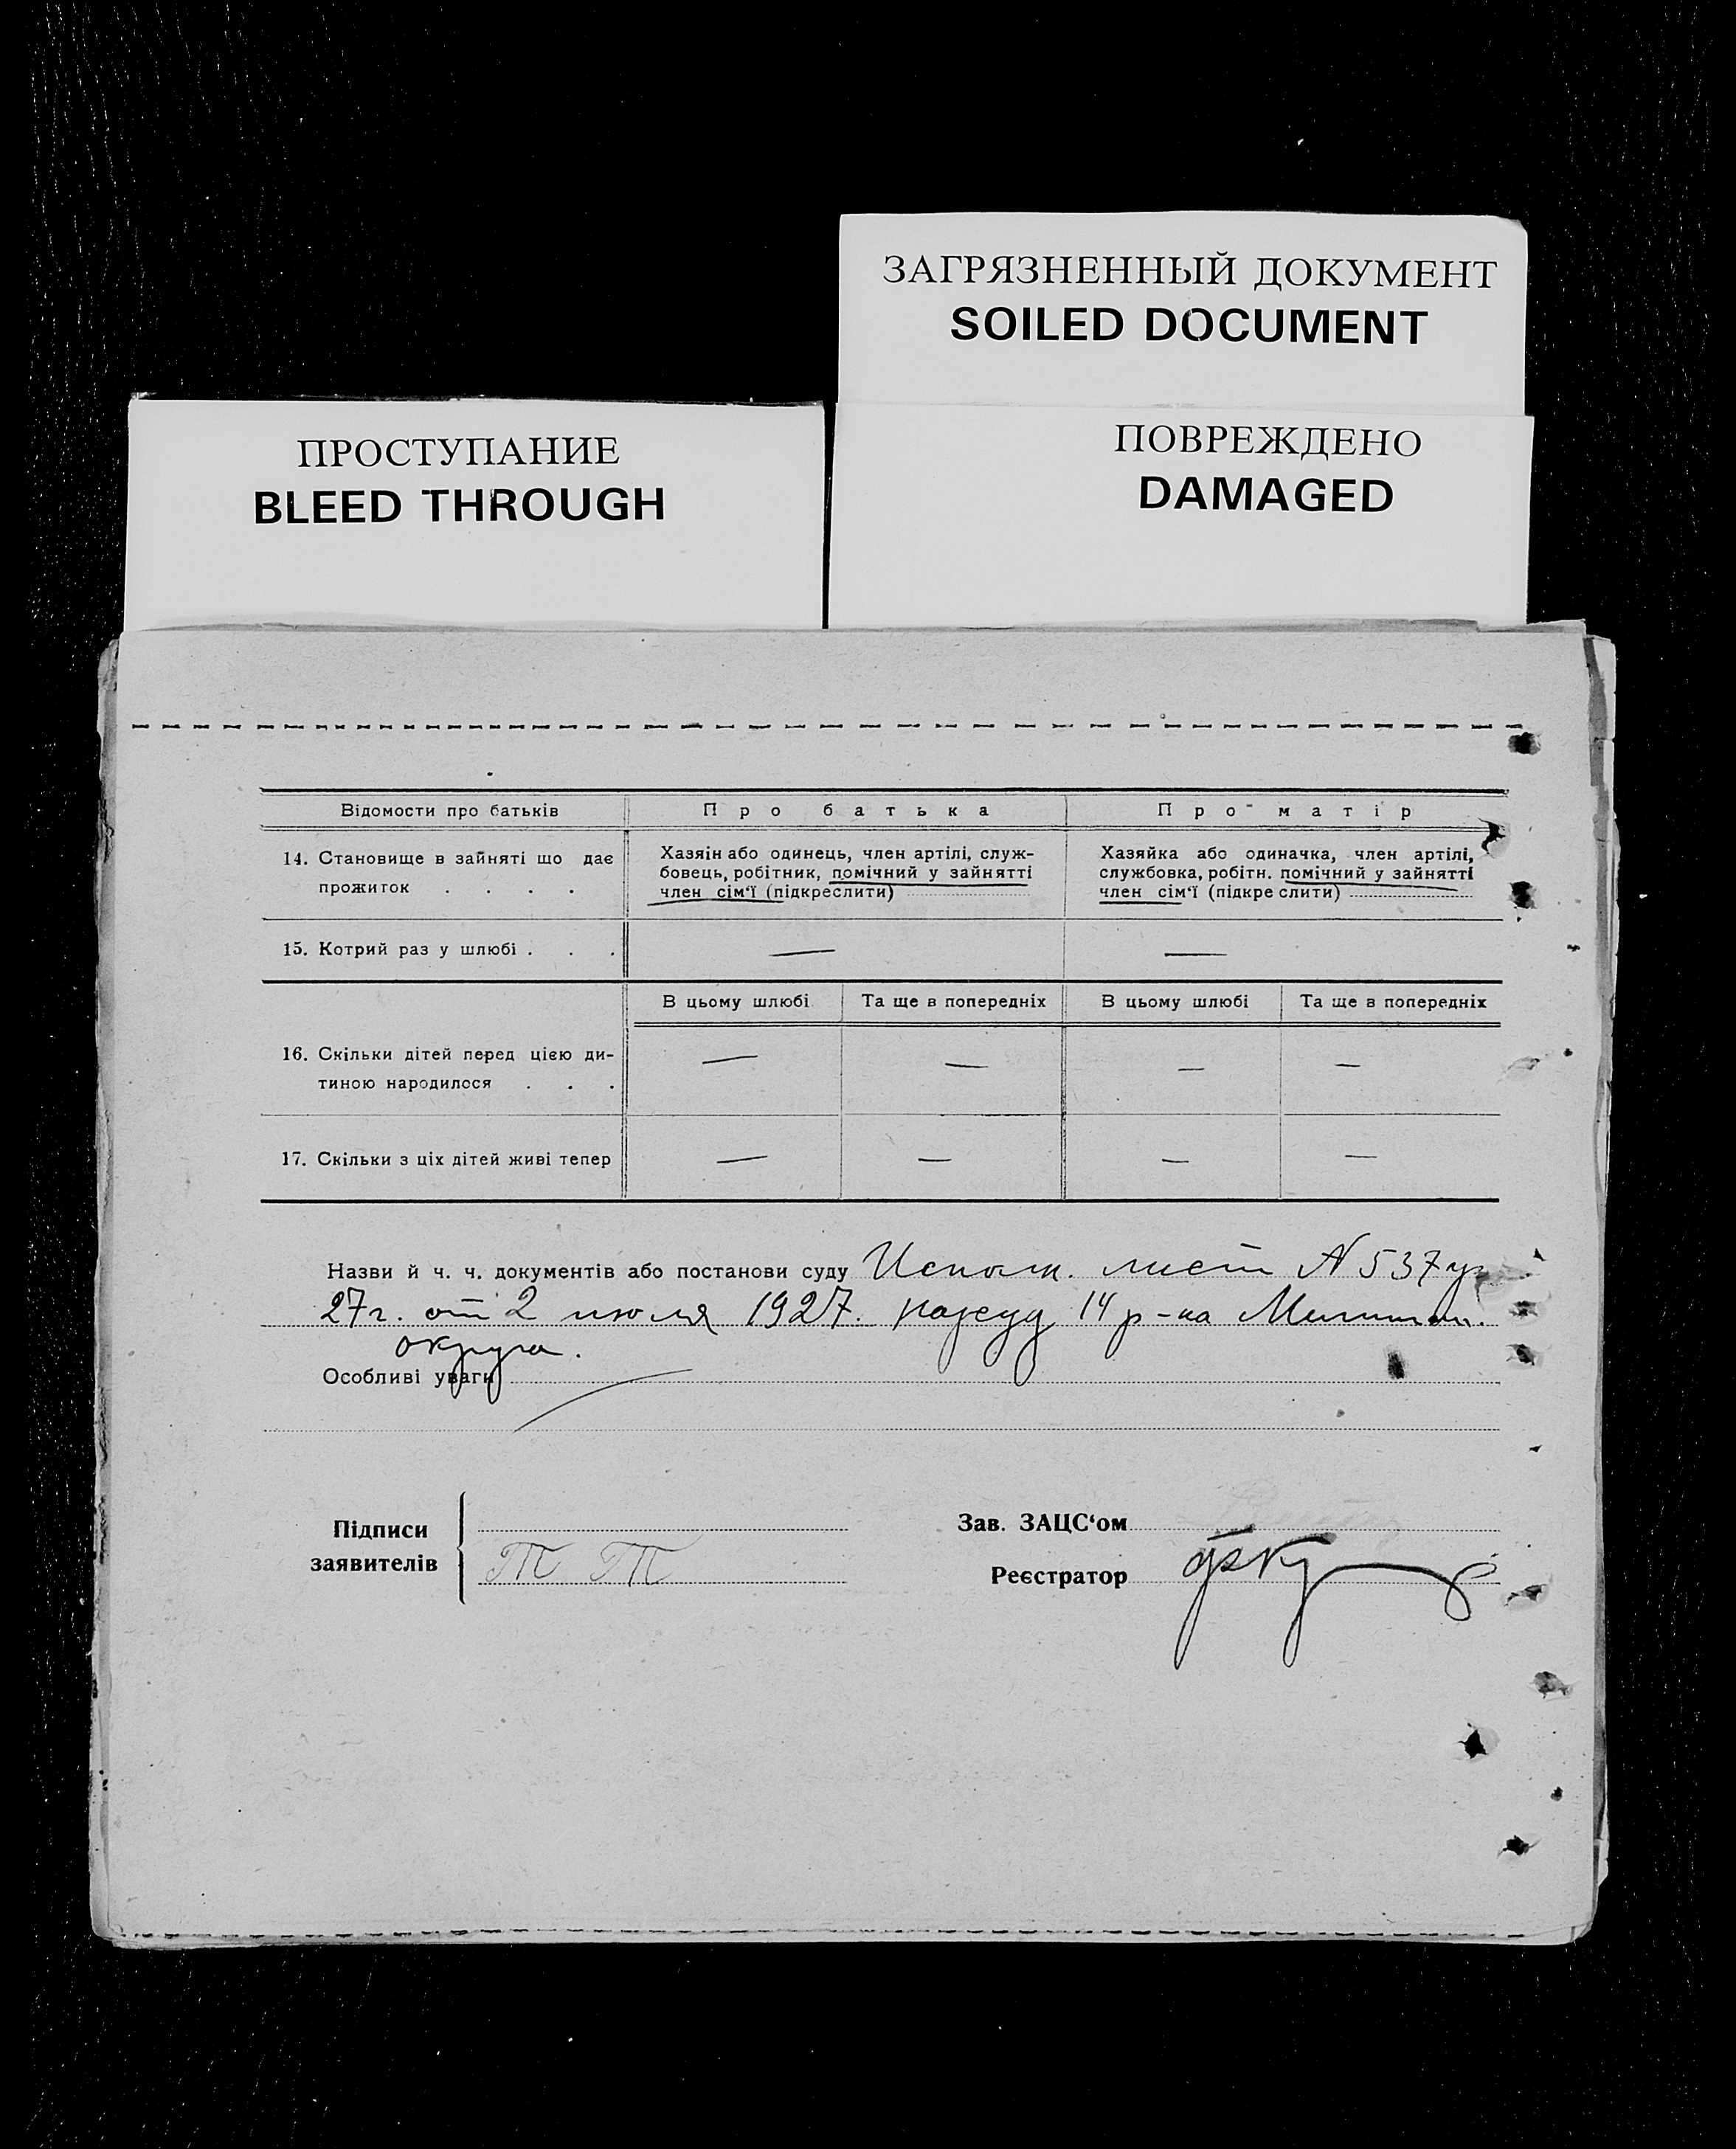 ЗАГРЯЗНЕННЫЙ ДОКУМЕНТ
SOILED DOCUMENT
ПРОСТУПАНИЕ
BLEED THROUGH
ПОВРЕЖДЕНО
DAMAGED
Відомости про батьків
Про батька
Про матір
14. Становище в зайняті що дає
прожиток . . . .
Хазяін або одинець, член артілі, служ-
бовець, робітник, помічний у зайнятті
член сім'ї (підкреслити)
Хазяйка або одиначка, член артілі,
службовка, робітн. помічний у зайнятті
член сім'ї (підкреслити)
15. Котрий раз у шлюбі . . .
—
—
В цьому шлюбі
Та ще в попередніх
В цьому шлюбі
Та ще в попередніх
16. Скільки дітей перед цією ди-
тиною народилося . . .
—
—
—
—
17. Скільки з ціх дітей живі тепер
—
—
—
—
Назви й ч. ч. документів або постанови суду Исполн. лист N 537
27г. от 2 июля 1927. нарсуд 14 р-на
округа.
Особливі уваги
Підписи
заявителів
Т Т
Зав. ЗАЦС'ом
Реєстратор